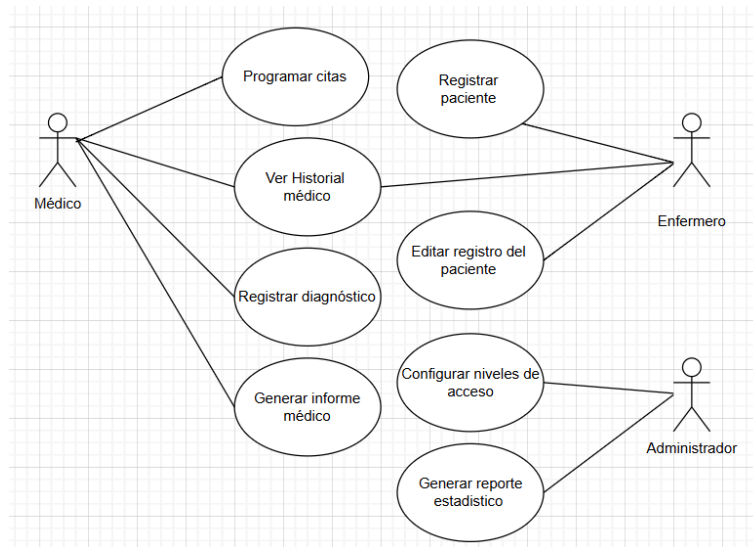 Programar citas
Registrar
paciente
Ver Historial
médico
Médico
Enfermero
Editar registro del
paciente
Registrar diagnóstico
Configurar niveles de
acceso
Generar informe
médico
Administrador
Generar reporte
estadistico